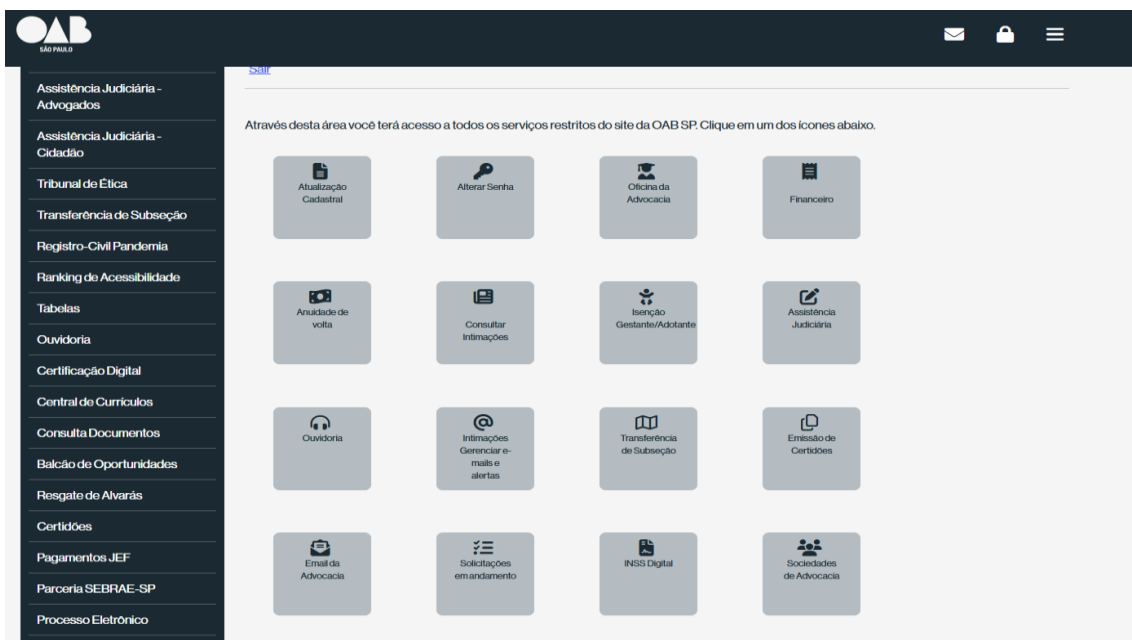 OAB
SÃO PAULO
Sair
Assistência Judiciária -
Advogados
Assistência Judiciária -
Cidadão
Tribunal de Ética
Transferência de Subseção
Registro-Civil Pandemia
Ranking de Acessibilidade
Tabelas
Ouvidoria
Certificação Digital
Central de Currículos
Consulta Documentos
Balcão de Oportunidades
Resgate de Alvarás
Certidões
Pagamentos JEF
Parceria SEBRAE-SP
Processo Eletrônico
Através desta área você terá acesso a todos os serviços restritos do site da OAB SP. Clique em um dos ícones abaixo.
Atualização
Cadastral
Alterar Senha
Oficina da
Advocacia
Financeiro
Anuidade de
volta
Consultar
Intimações
Isenção
Gestante/Adotante
Assistência
Judiciária
Ouvidoria
Intimações
Gerenciar e-
mails e
alertas
Transferência
de Subseção
Emissão de
Certidões
Email da
Advocacia
Solicitações
em andamento
INSS Digital
Sociedades
de Advocacia